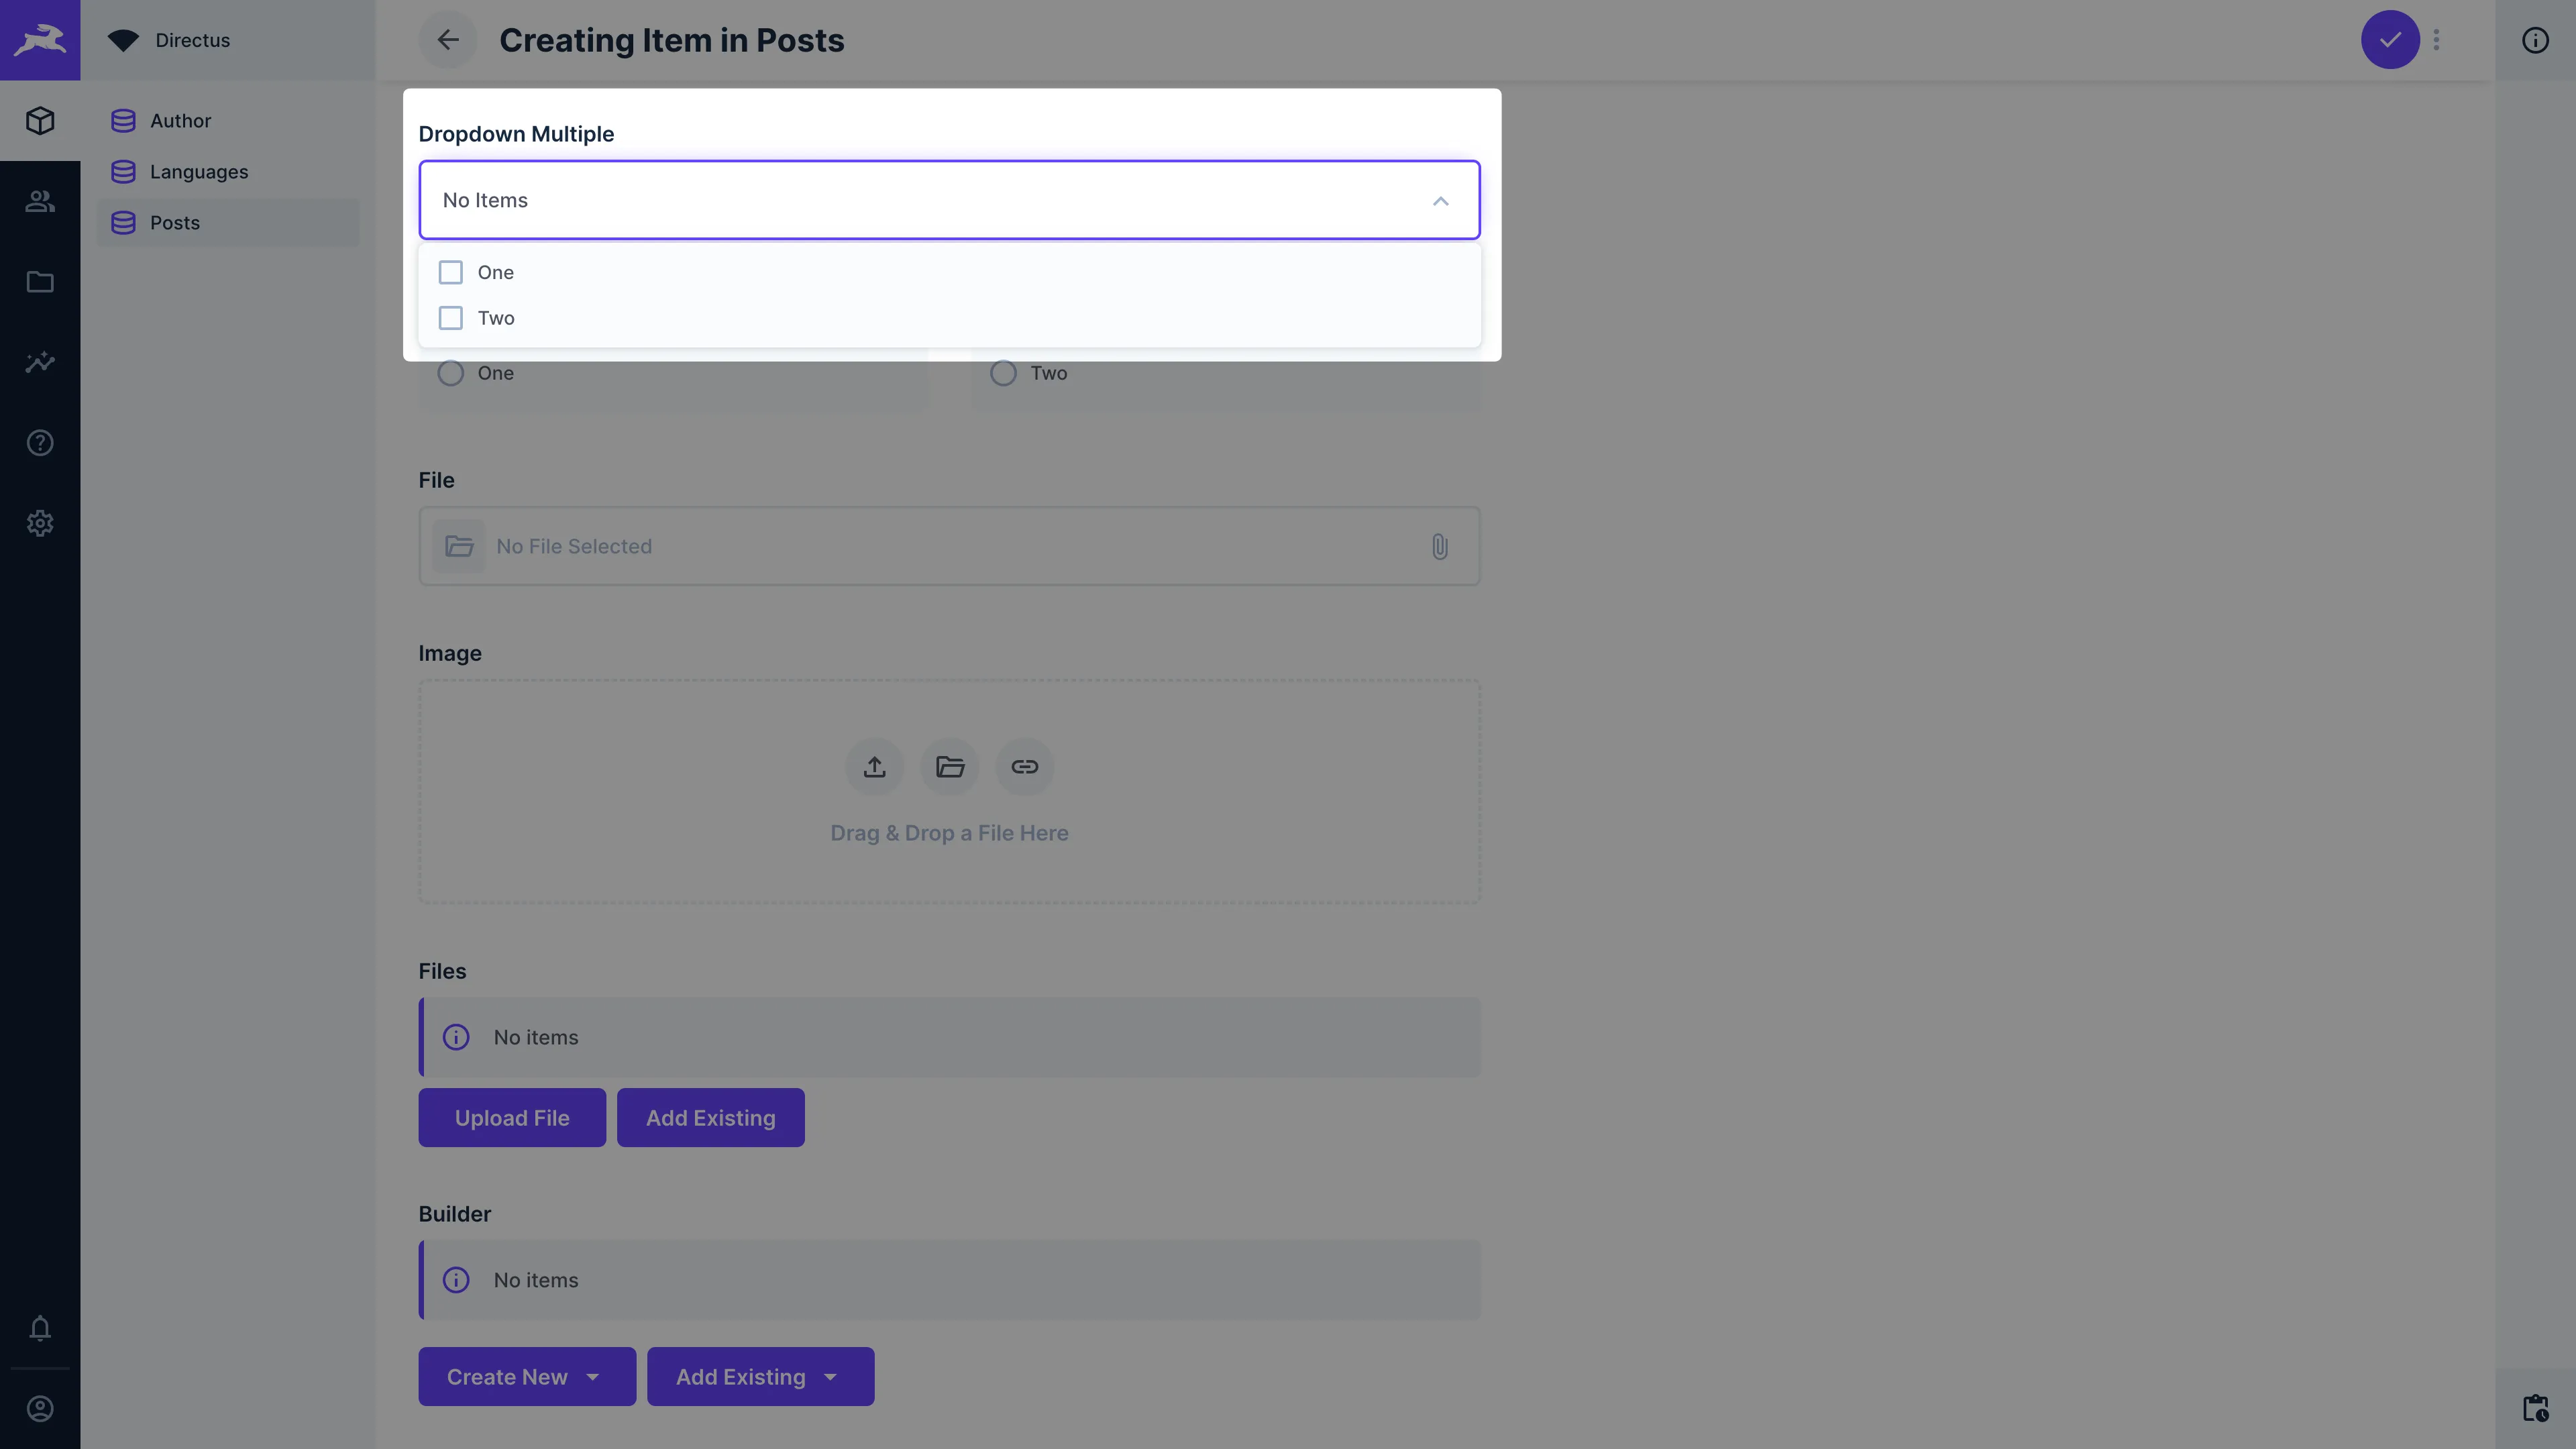 Directus
Creating Item in Posts
Author
Languages
Posts
Dropdown Multiple
No Items
One
Two
One
Two
File
No File Selected
Image
Drag & Drop a File Here
Files
No items
Upload File
Add Existing
Builder
No items
Create New
Add Existing